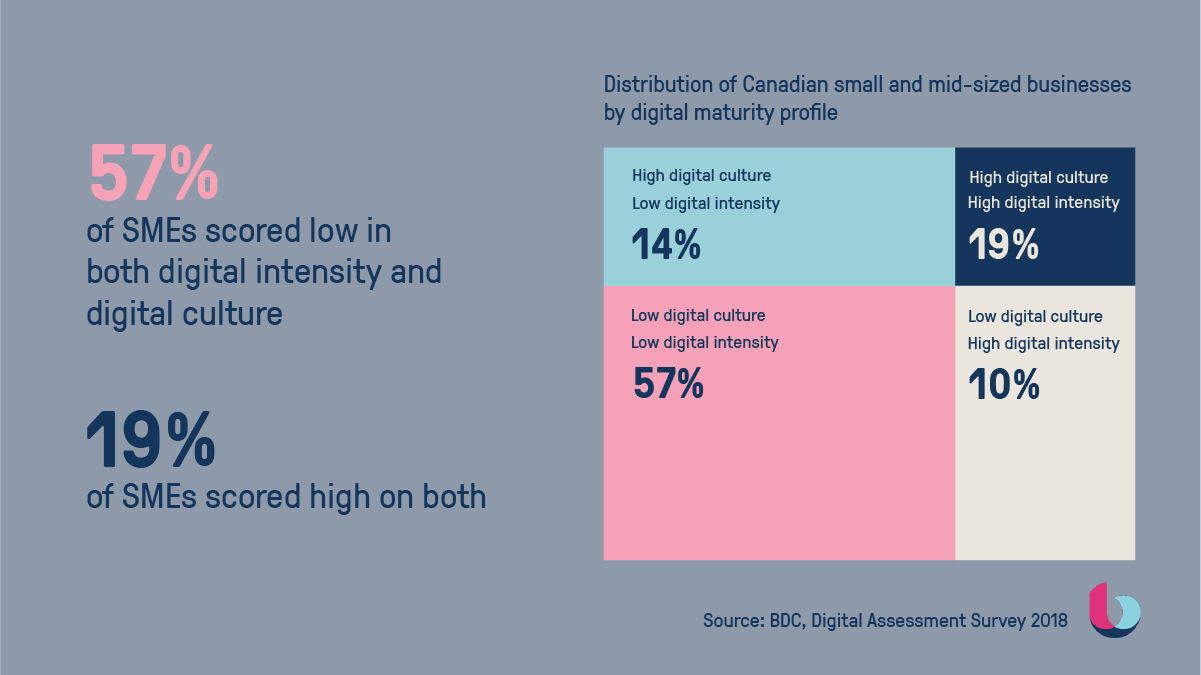 57%
of SMEs scored low in
both digital intensity and
digital culture
19%
of SMEs scored high on both
Distribution of Canadian small and mid-sized businesses
by digital maturity profile
High digital culture
Low digital intensity
14%
High digital culture
High digital intensity
19%
Low digital culture
Low digital intensity
57%
Low digital culture
High digital intensity
10%
Source: BDC, Digital Assessment Survey 2018